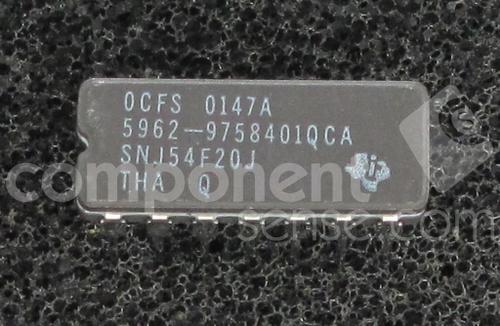 0CFS 0147A
5962-9758401QCA
SNJ54F20J
THA Q
component
sense.com